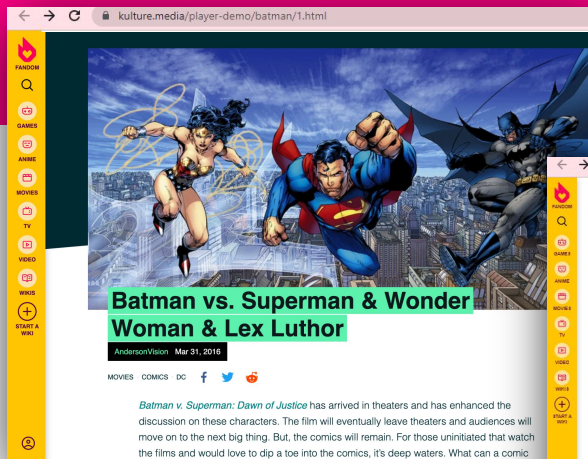 kulture.media/player-demo/batman/1.html
FANDOM
GAMES
ANIME
MOVIES
TV
VIDEO
WIKIS
START A
WIKI
Batman vs. Superman & Wonder
Woman & Lex Luthor
AndersonVision Mar 31, 2016
MOVIES COMICS DC
Batman v. Superman: Dawn of Justice has arrived in theaters and has enhanced the
discussion on these characters. The film will eventually leave theaters and audiences will
move on to the next big thing. But, the comics will remain. For those uninitiated that watch
the films and would love to dip a toe into the comics, it's deep waters. What can a comic
FANDOM
GAMES
ANIME
MOVIES
TV
VIDEO
WIKIS
START A
WIKI